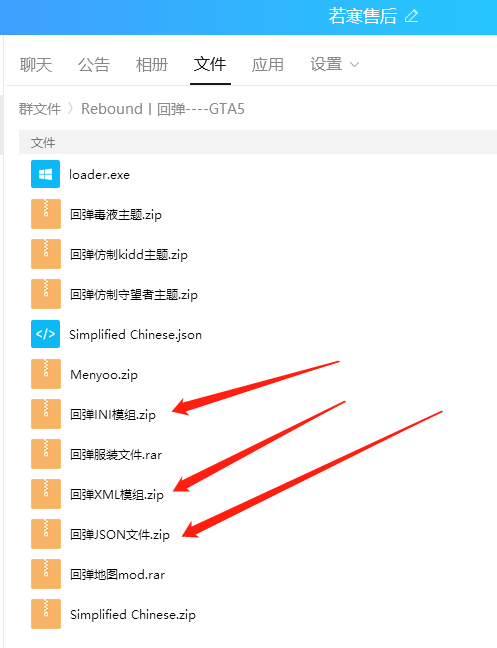 若寒售后
聊天 公告 相册 文件 应用 设置
群文件 〉Rebound丨回弹----GTA5
文件
loader.exe
回弹毒液主题.zip
回弹仿制kidd主题.zip
回弹仿制守望者主题.zip
</> Simplified Chinese.json
Menyoo.zip
回弹INI模组.zip
回弹服装文件.rar
回弹XML模组.zip
回弹JSON文件.zip
回弹地图mod.rar
Simplified Chinese.zip